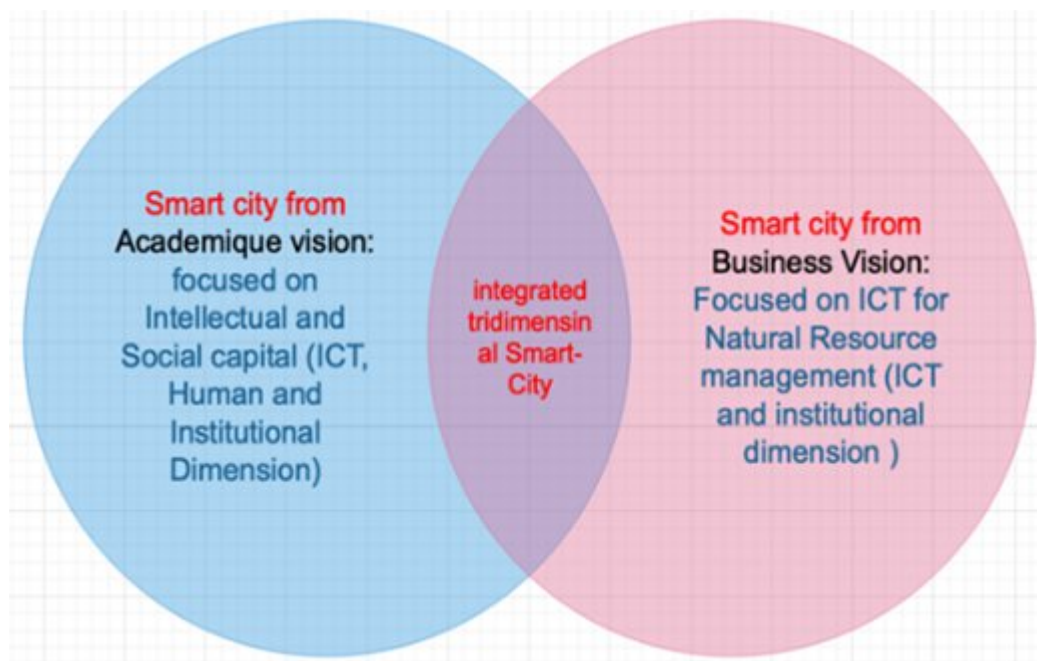 Smart city from
Academique vision:
focused on
Intellectual and
Social capital (ICT,
Human and
Institutional
Dimension)
integrated
tridimensin
al Smart-
City
Smart city from
Business Vision:
Focused on ICT for
Natural Resource
management (ICT
and institutional
dimension )